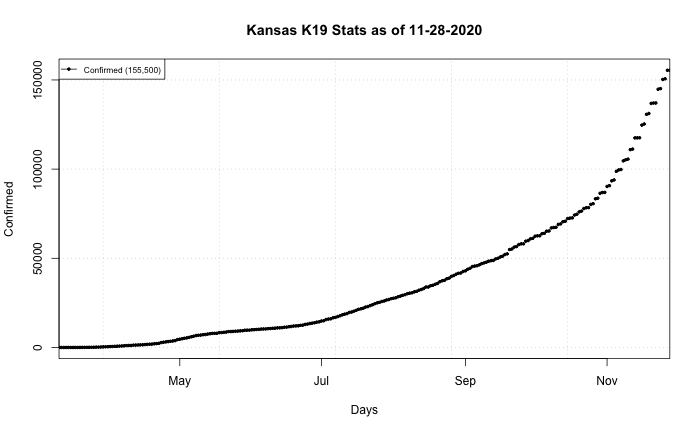 Kansas K19 Stats as of 11-28-2020
Confirmed (155,500)
150000
100000
50000
0
Confirmed
May Jul Sep Nov
Days